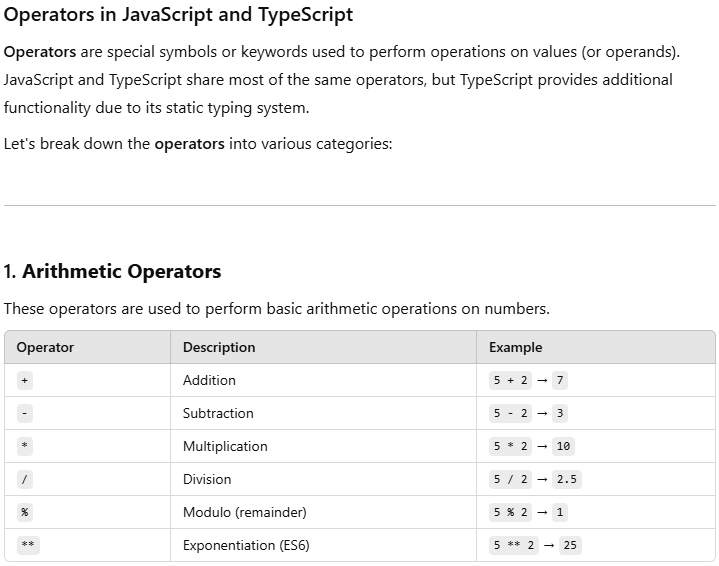 Operators in JavaScript and TypeScript
Operators are special symbols or keywords used to perform operations on values (or operands).
JavaScript and TypeScript share most of the same operators, but TypeScript provides additional
functionality due to its static typing system.
Let's break down the operators into various categories:
1. Arithmetic Operators
These operators are used to perform basic arithmetic operations on numbers.
Operator Description Example
+ Addition 5 + 2 → 7
- Subtraction 5 - 2 → 3
* Multiplication 5 * 2 → 10
/ Division 5 / 2 → 2.5
% Modulo (remainder) 5 % 2 → 1
** Exponentiation (ES6) 5 ** 2 → 25